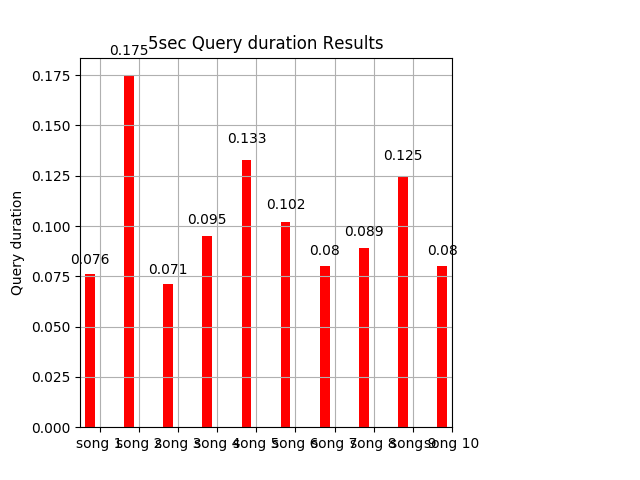 5sec Query duration Results
Query duration
0.175
0.150
0.125
0.100
0.075
0.050
0.025
0.000
0.076
0.175
0.071
0.095
0.133
0.102
0.08
0.089
0.125
0.08
song 1
song 2
song 3
song 4
song 5
song 6
song 7
song 8
song 9
song 10